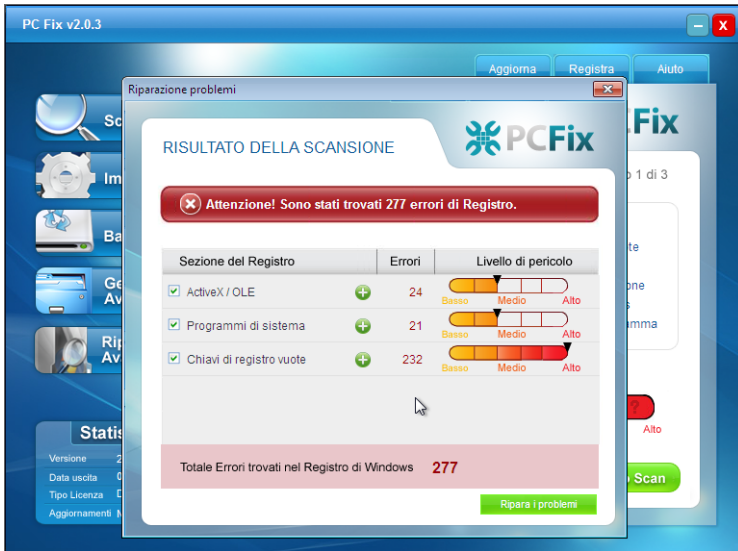 PC Fix v2.0.3
Aggiorna Registra Aiuto
Riparazione problemi
RISULTATO DELLA SCANSIONE
PCFix
Fix
1 di 3
Attenzione! Sono stati trovati 277 errori di Registro.
Sezione del Registro Errori Livello di pericolo
ActiveX / OLE 24
Basso Medio Alto
Programmi di sistema 21
Basso Medio Alto
Chiavi di registro vuote 232
Basso Medio Alto
Totale Errori trovati nel Registro di Windows 277
Ripara i problemi
?
Alto
Scan
Versione
Data uscita
Tipo Licenza
Aggiornamenti